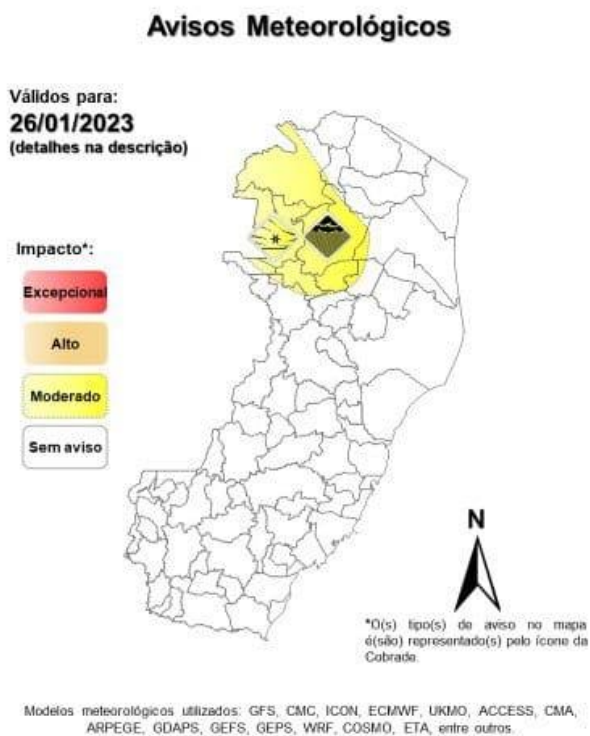 Avisos Meteorológicos
Válidos para:
26/01/2023
(detalhes na descrição)
Impacto*:
Excepcional
Alto
Moderado
Sem aviso
N
*O(s) tipo(s) de aviso no mapa
é(são) representado(s) pelo ícone da
Cobrade.
Modelos meteorológicos utilizados: GFS, CMC, ICON, ECMWF, UKMO, ACCESS, CMA,
ARPEGE, GDAPS, GEFS, GEPS, WRF, COSMO, ETA, entre outros.